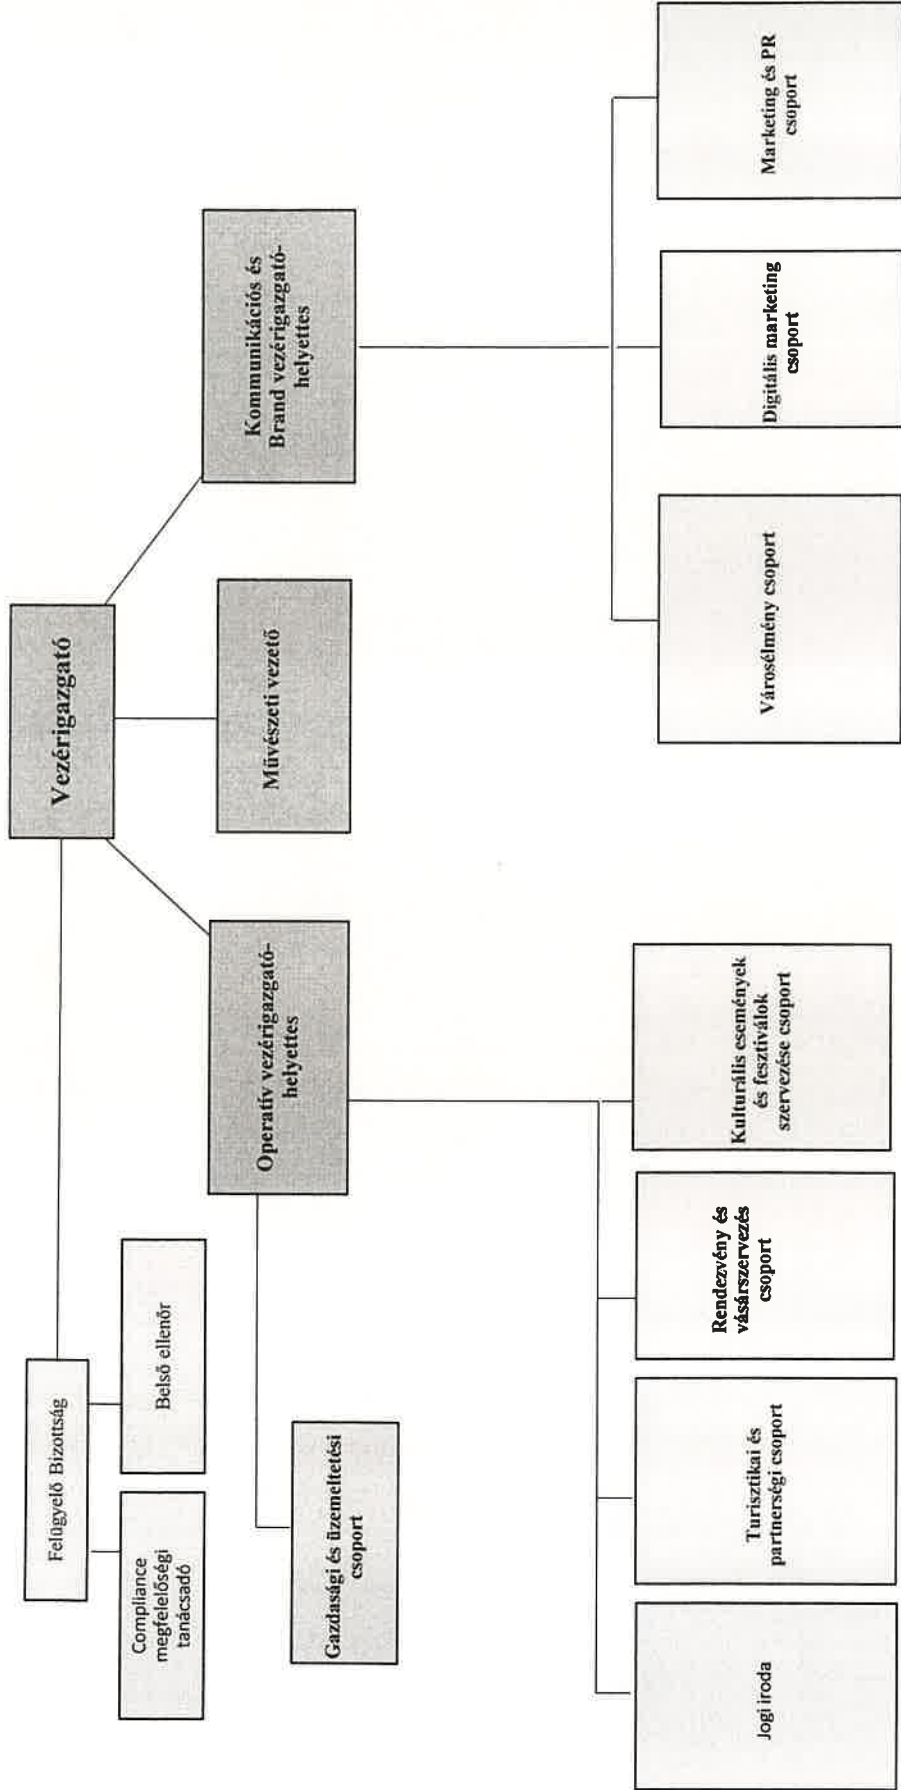 Vezérigazgató
Felügyelő Bizottság
Compliance
megfelelőségi
tanácsadó
Belső ellenőr
Operatív vezérigazgató-
helyettes
Művészeti vezető
Kommunikációs és
Brand vezérigazgató-
helyettes
Gazdasági és üzemeltetési
csoport
Jogi iroda
Turisztikai és
partnerségi csoport
Rendezvény és
vásárszervezés
csoport
Kulturális események
és fesztiválok
szervezése csoport
Városélmény csoport
Digitális marketing
csoport
Marketing és PR
csoport